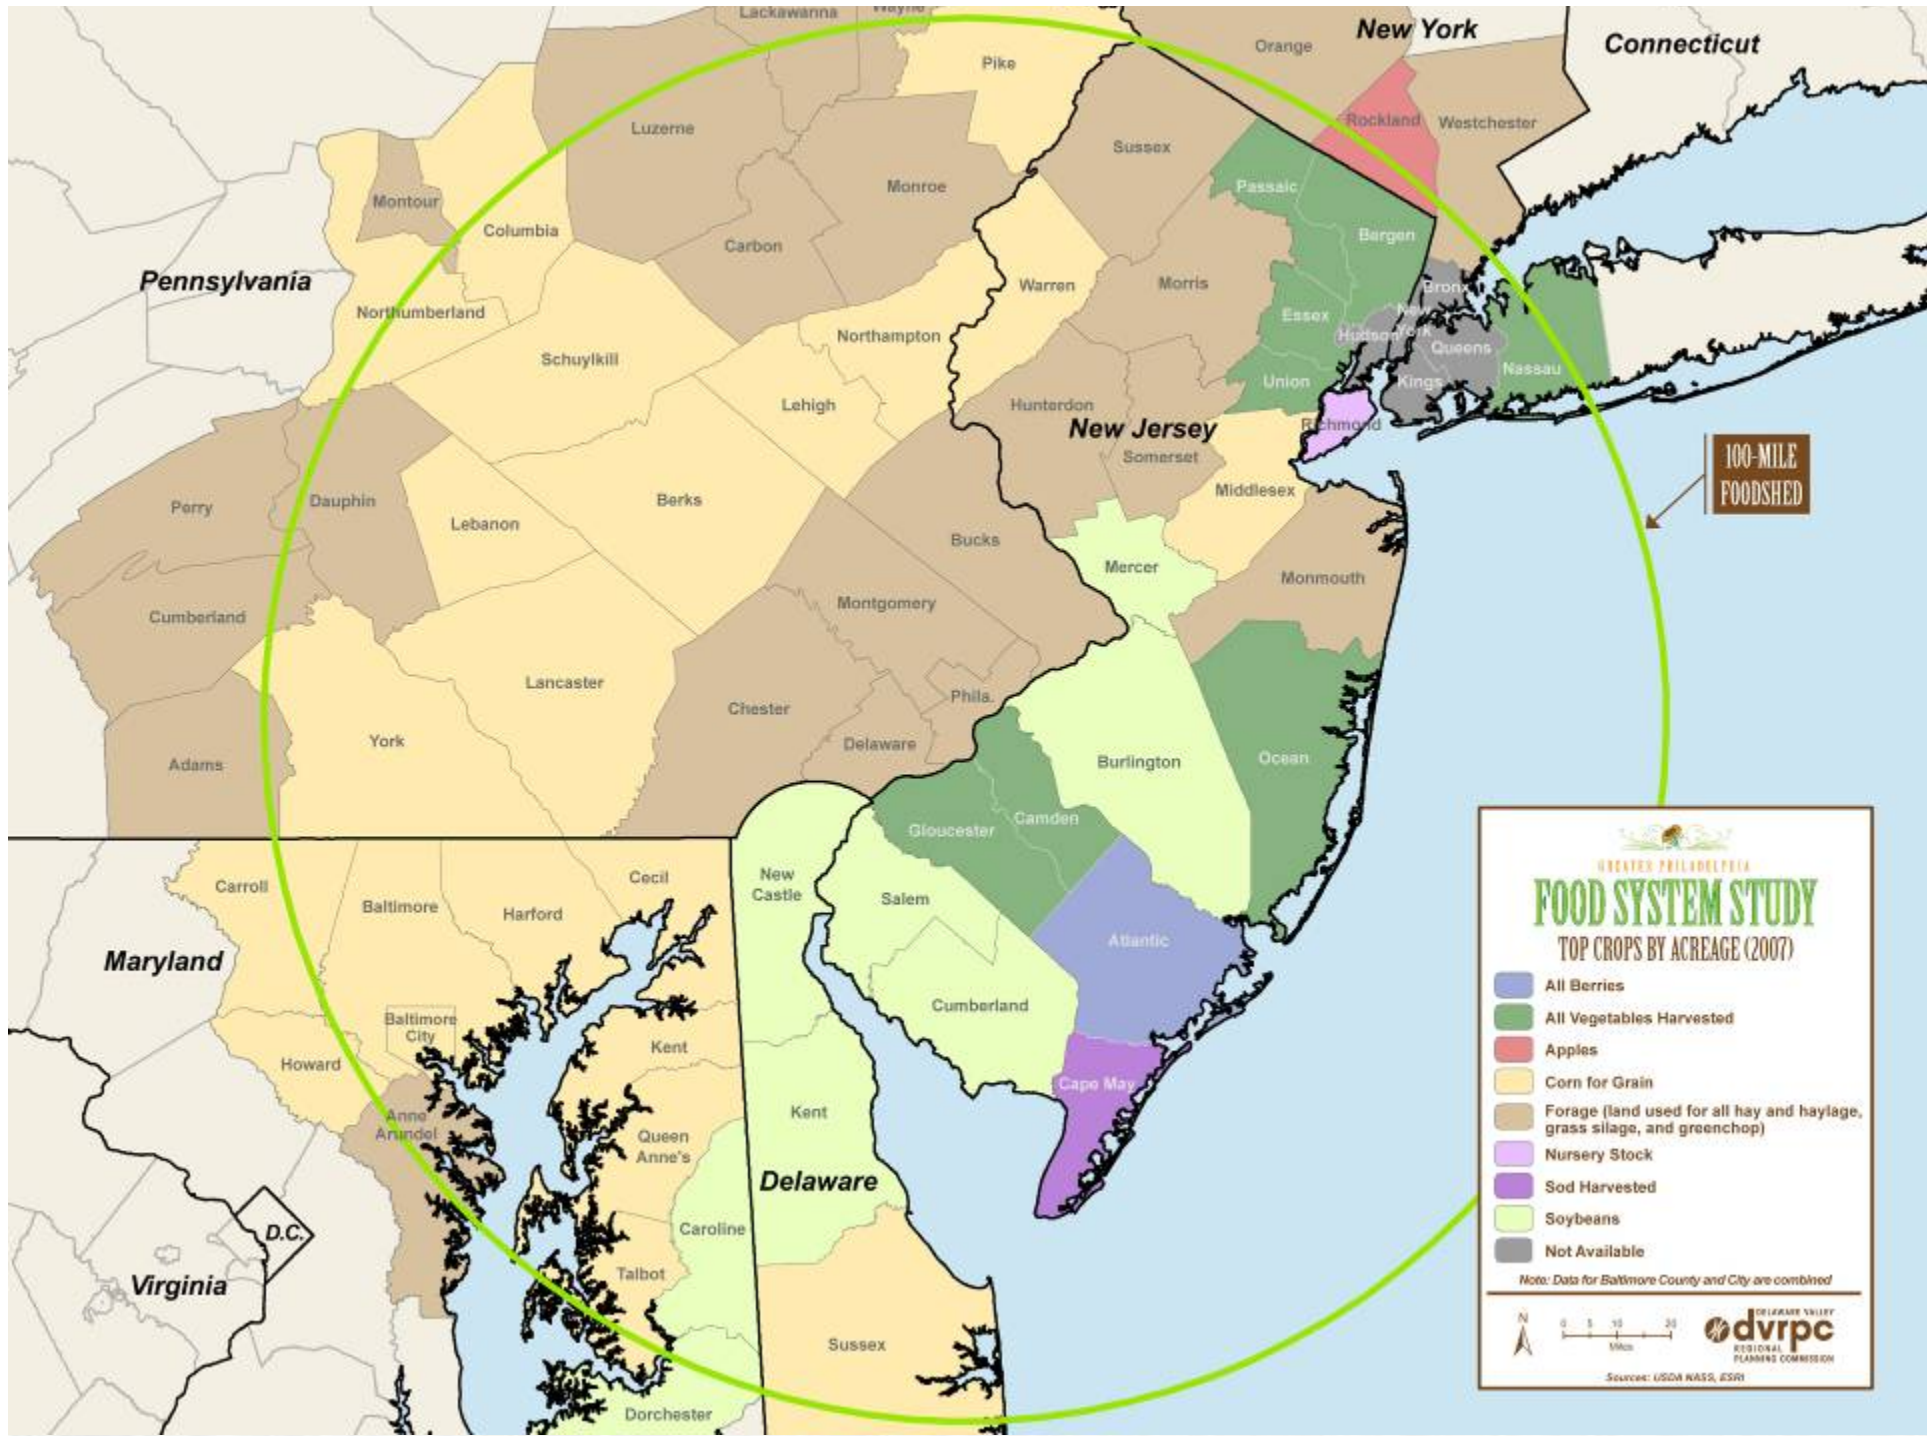 Lackawanna
Wayne
New York
Connecticut
Orange
Pike
Luzerne
Rockland
Westchester
Sussex
Monroe
Passaic
Montour
Columbia
Carbon
Bergen
Pennsylvania
Warren
Morris
Bronx
Northumberland
Northampton
Essex
New
York
Hudson
Queens
Schuylkill
Nassau
Union
Kings
Lehigh
Hunterdon
New Jersey
Richmond
Somerset
100-MILE
FOODSHED
Perry
Dauphin
Berks
Middlesex
Lebanon
Bucks
Mercer
Monmouth
Cumberland
Montgomery
Lancaster
Chester
Phila.
York
Delaware
Adams
Burlington
Ocean
Gloucester
Camden
Carroll
Baltimore
Harford
Cecil
New
Castle
Salem
Atlantic
Maryland
Cumberland
Baltimore
City
Howard
Kent
Cape May
Anne
Arundel
Kent
Queen
Anne's
Delaware
Caroline
D.C.
Virginia
Talbot
Sussex
Dorchester
GREATER PHILADELPHIA
FOOD SYSTEM STUDY
TOP CROPS BY ACREAGE (2007)
All Berries
All Vegetables Harvested
Apples
Corn for Grain
Forage (land used for all hay and haylage,
grass silage, and greenchop)
Nursery Stock
Sod Harvested
Soybeans
Not Available
Note: Data for Baltimore County and City are combined
N
0 5 10 20
Miles
dvrpc
DELAWARE VALLEY
REGIONAL
PLANNING COMMISSION
Sources: USDA NASS, ESRI